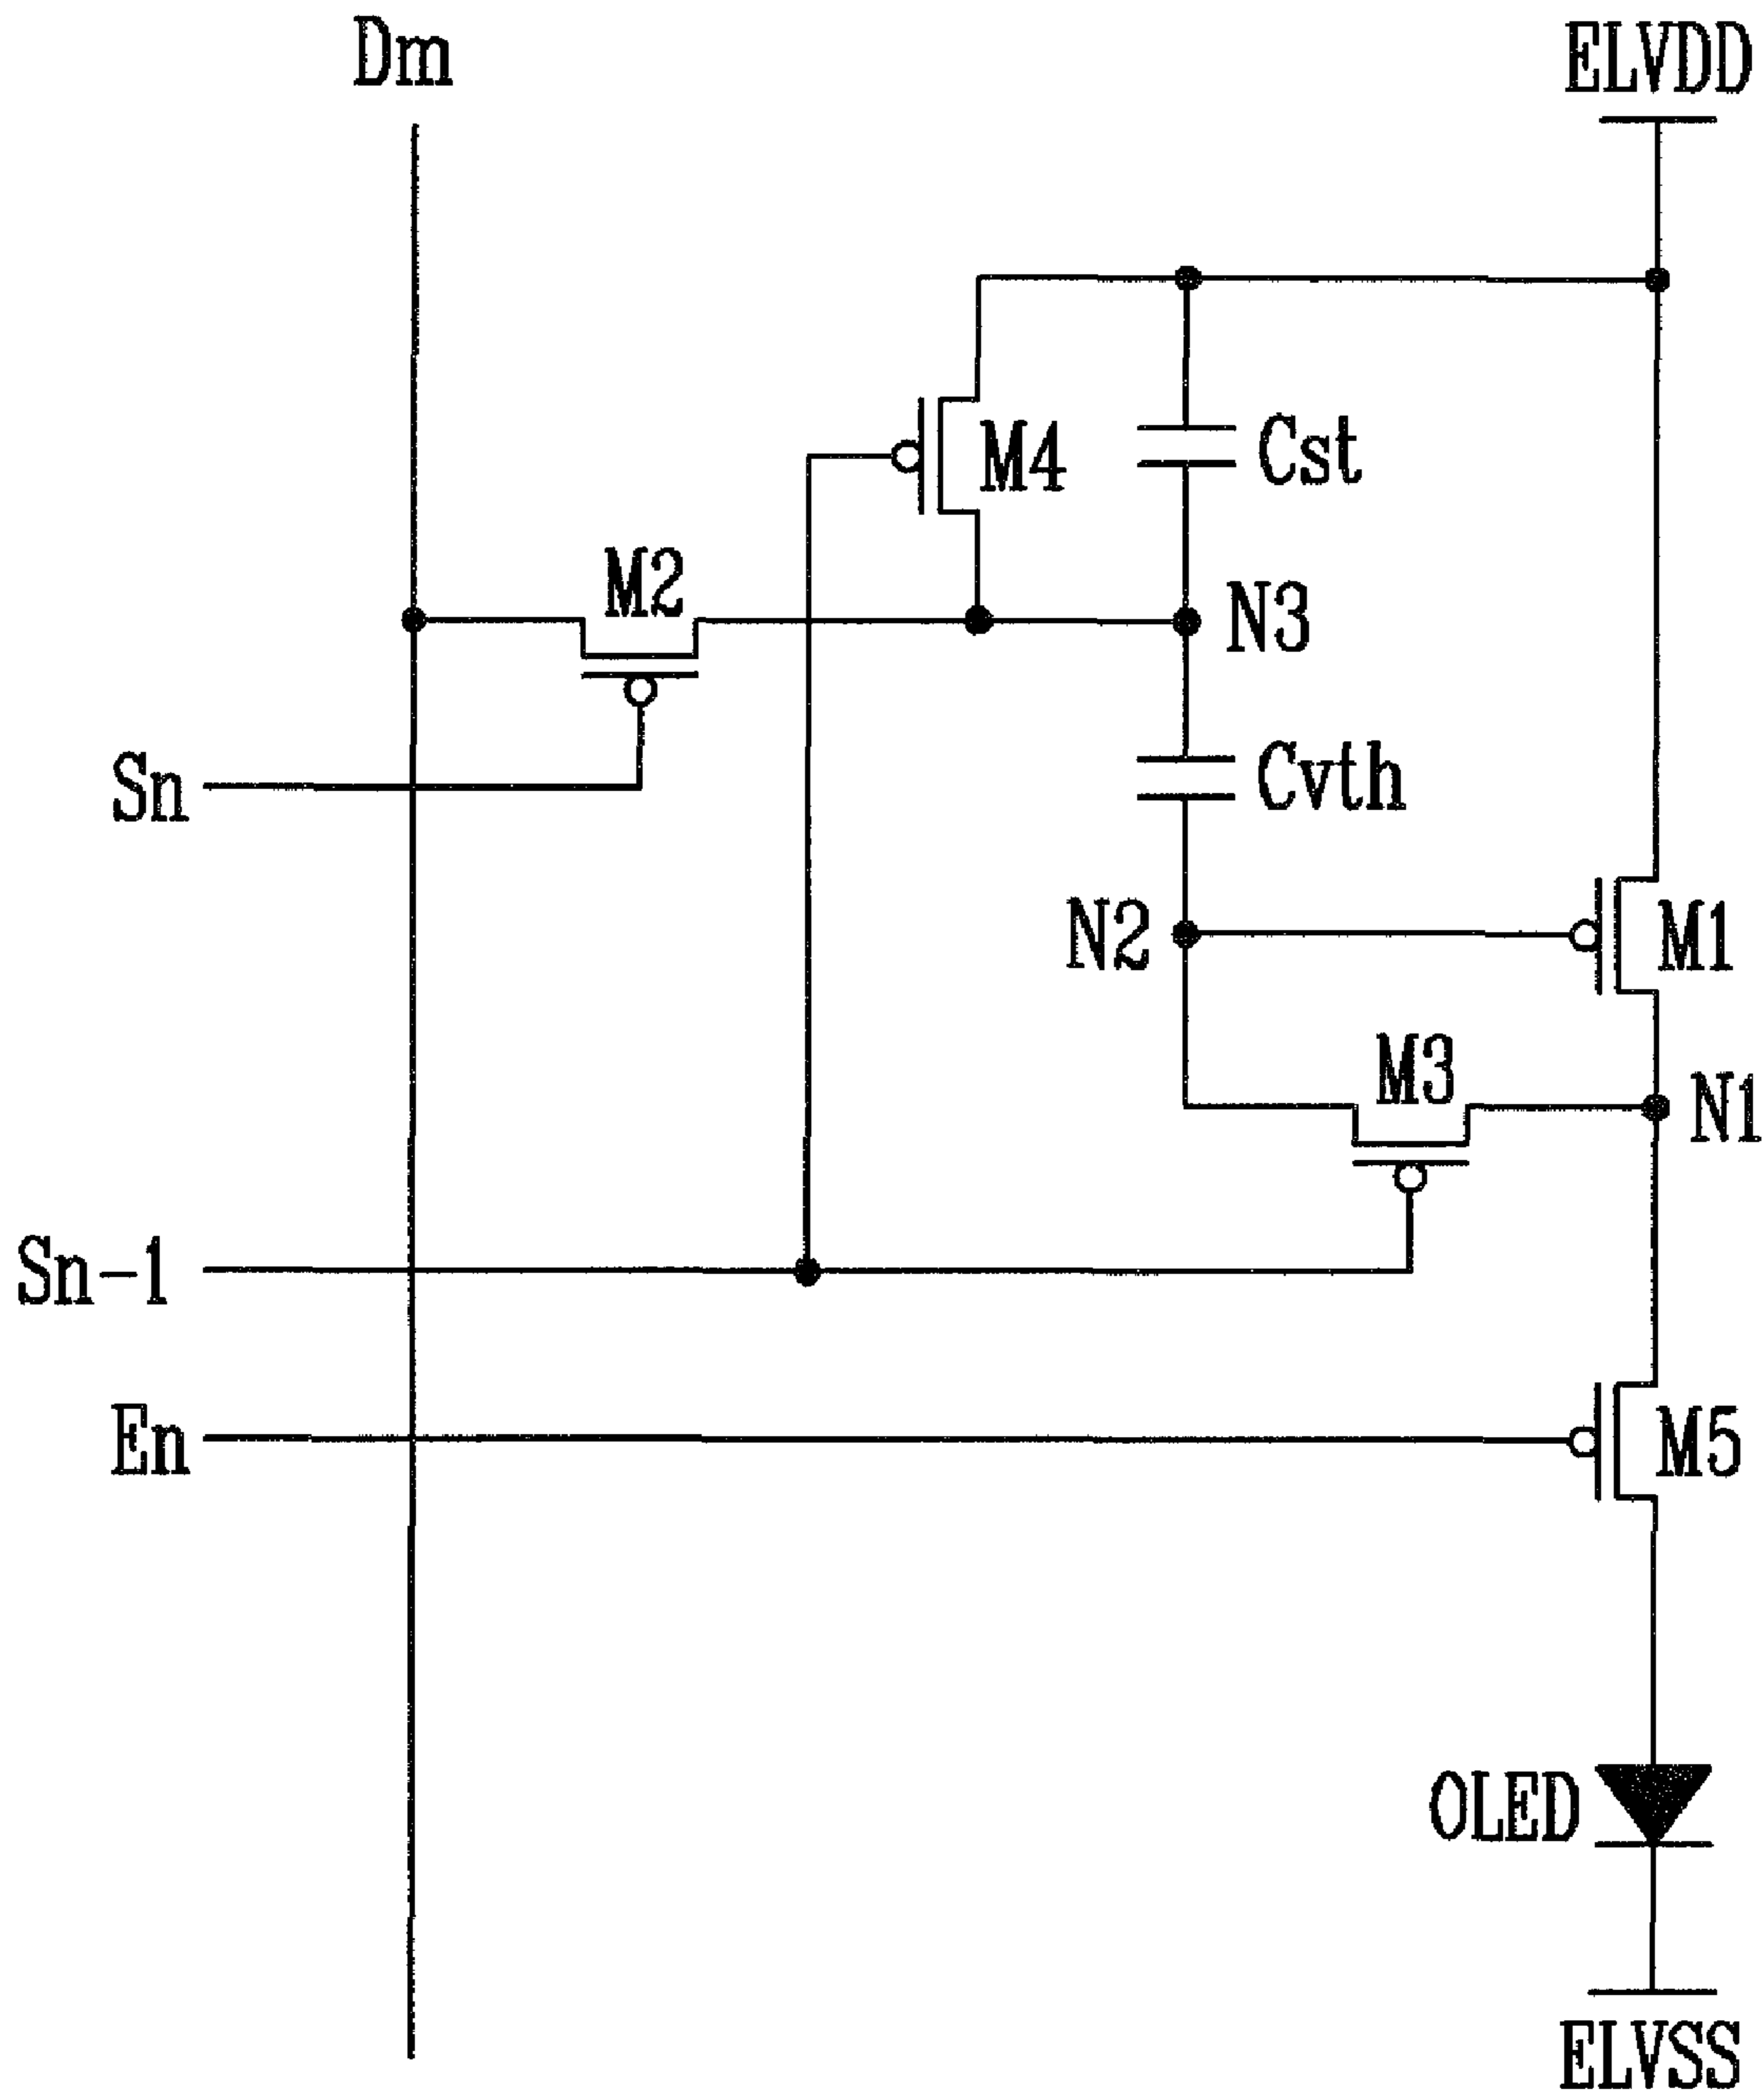 Dm
ELVDD
M4
Cst
M2
N3
Sn
Cvth
N2
M1
M3
N1
Sn-1
En
M5
OLED
ELVSS